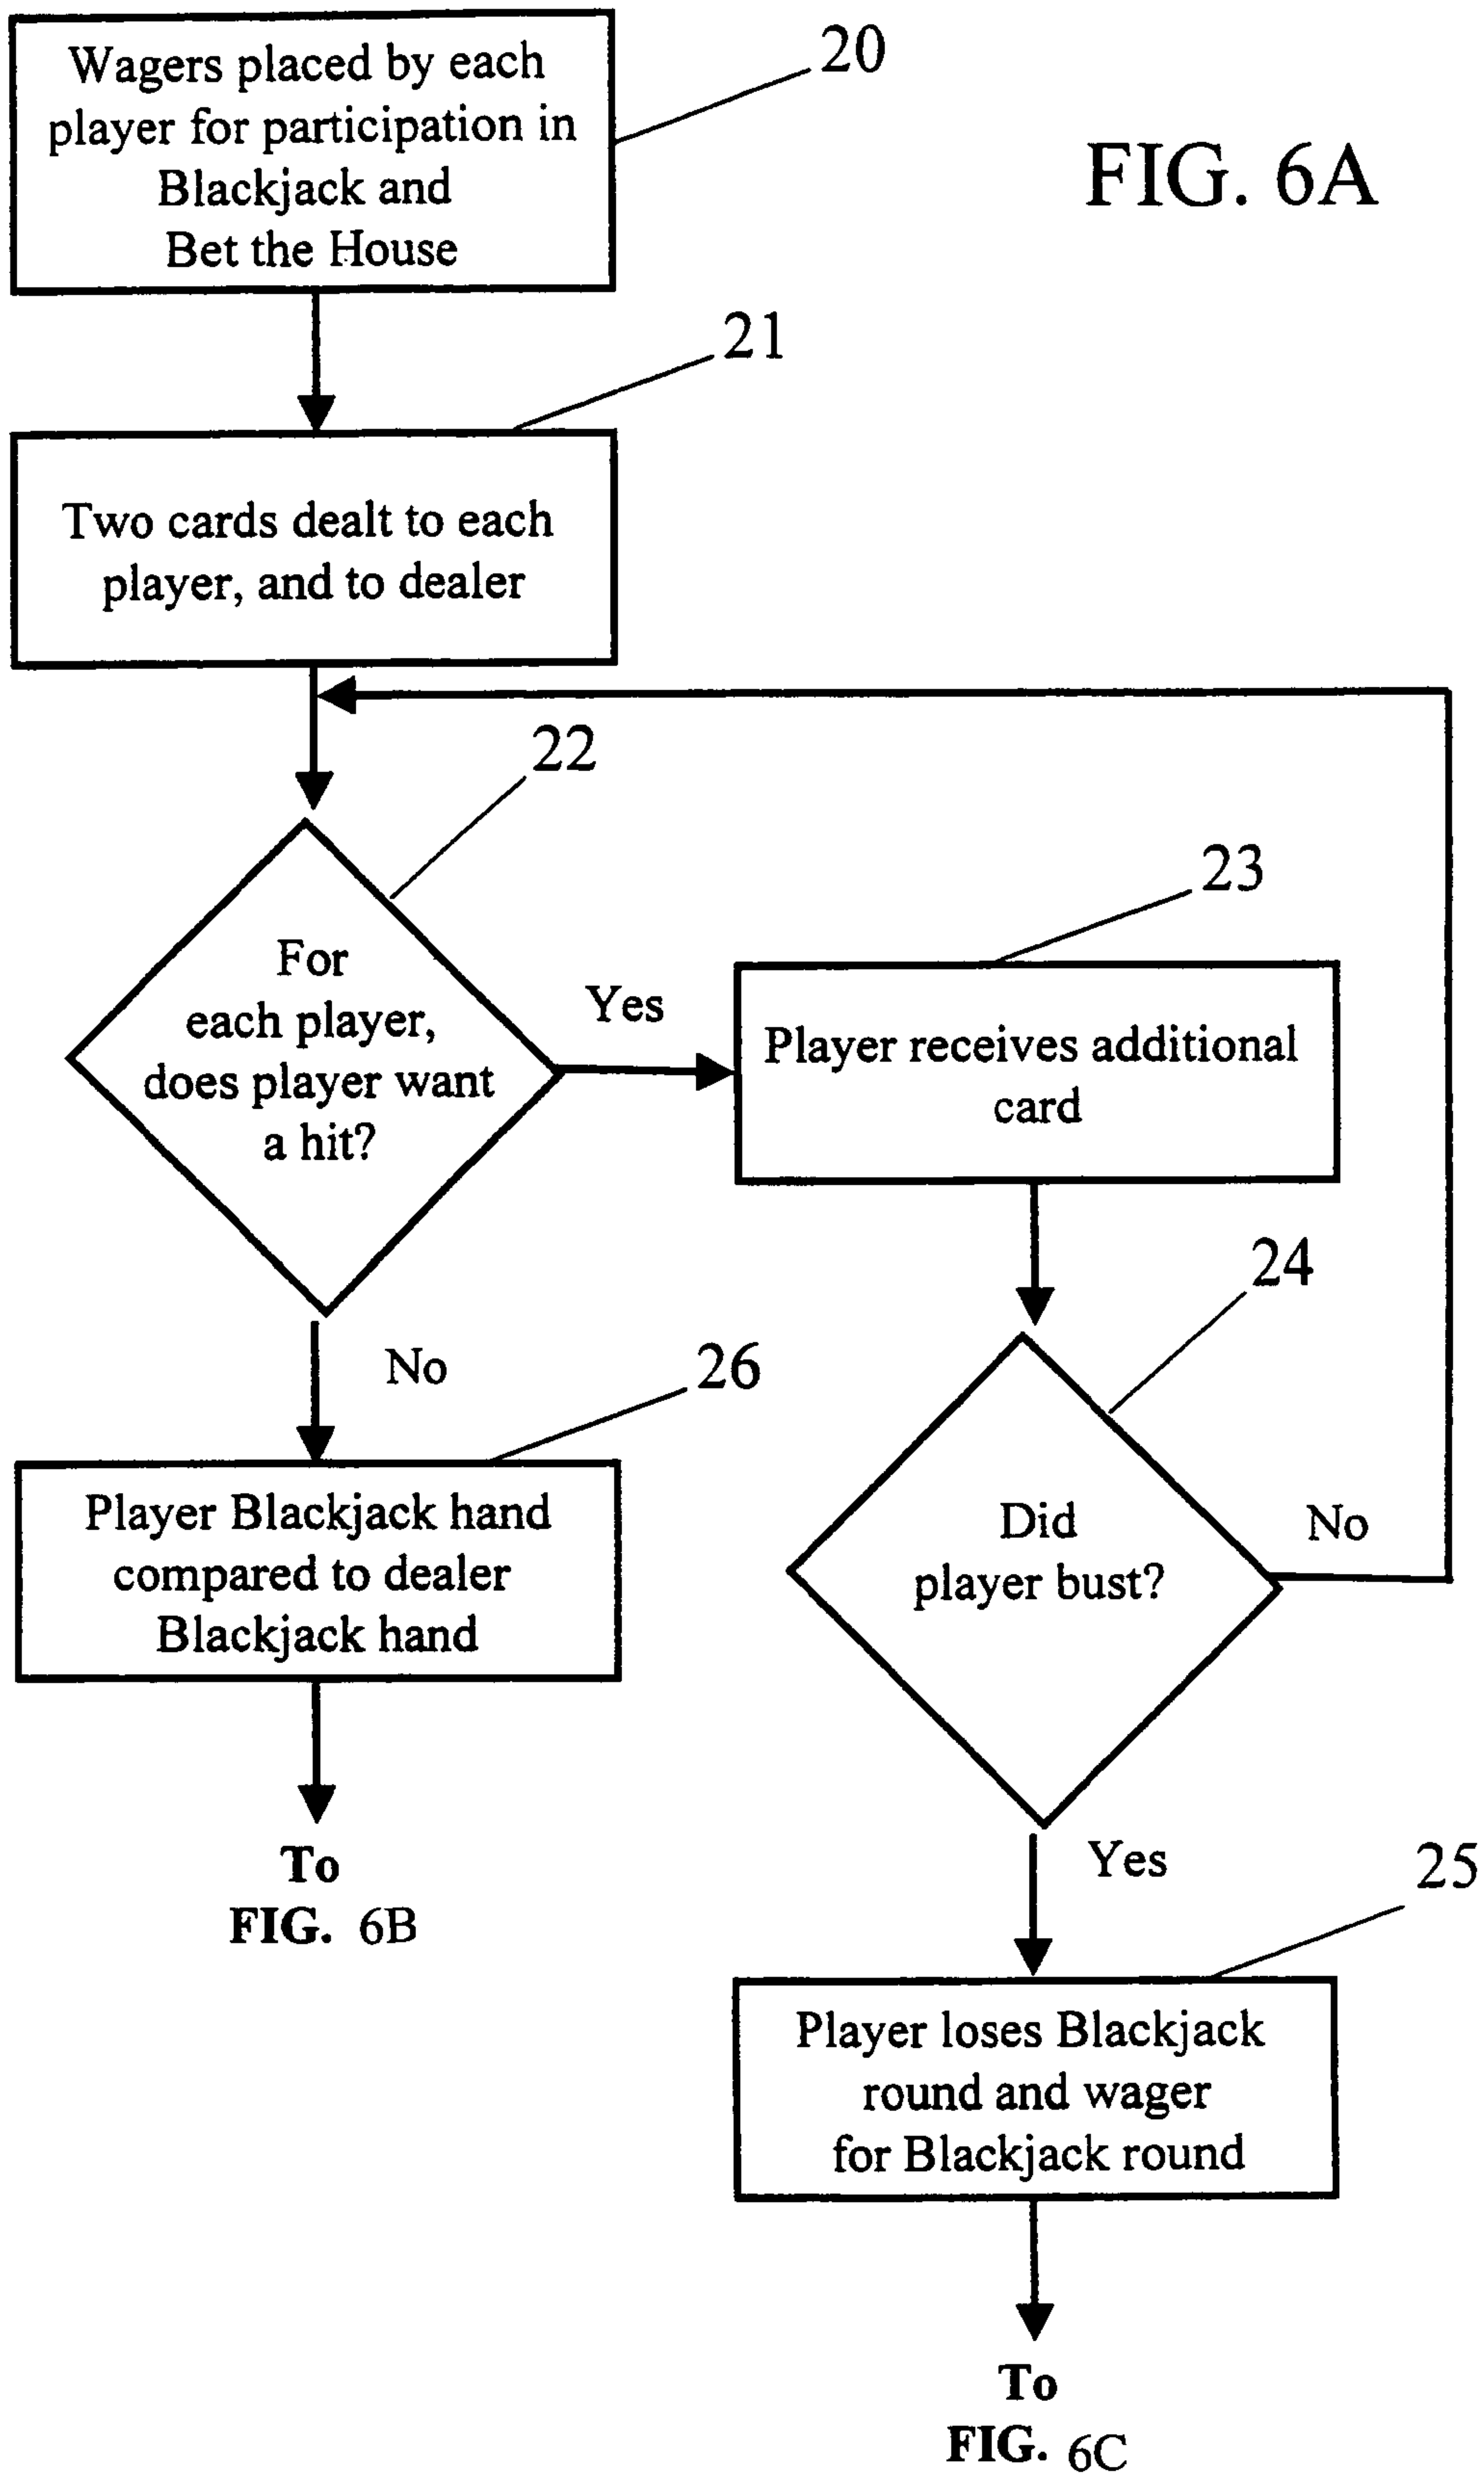 20
Wagers placed by each
player for participation in
Blackjack and
Bet the House
FIG. 6A
21
Two cards dealt to each
player, and to dealer
22
For
each player,
does player want
a hit?
Yes
23
Player receives additional
card
24
Did
player bust?
No
No
26
Player Blackjack hand
compared to dealer
Blackjack hand
To
FIG. 6B
Yes
25
Player loses Blackjack
round and wager
for Blackjack round
To
FIG. 6C